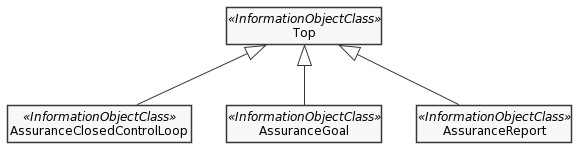 «InformationObjectClass»
Top
«InformationObjectClass»
AssuranceClosedControlLoop
«InformationObjectClass»
AssuranceGoal
«InformationObjectClass»
AssuranceReport